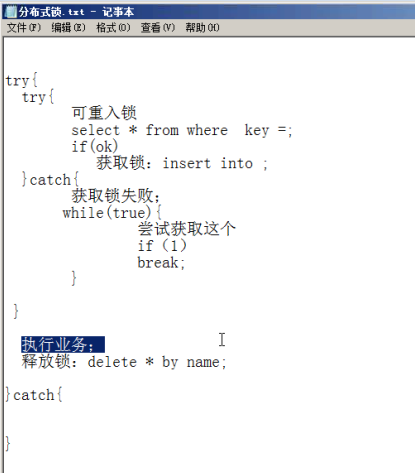 分布式锁.txt - 记事本
文件(F) 编辑(E) 格式(O) 查看(V) 帮助(H)
try{
try{
可重入锁
select * from where key =;
if(ok)
获取锁: insert into ;
}catch{
获取锁失败;
while(true){
尝试获取这个
if (1)
break;
}
}
执行业务;
释放锁: delete * by name;
}catch{
}